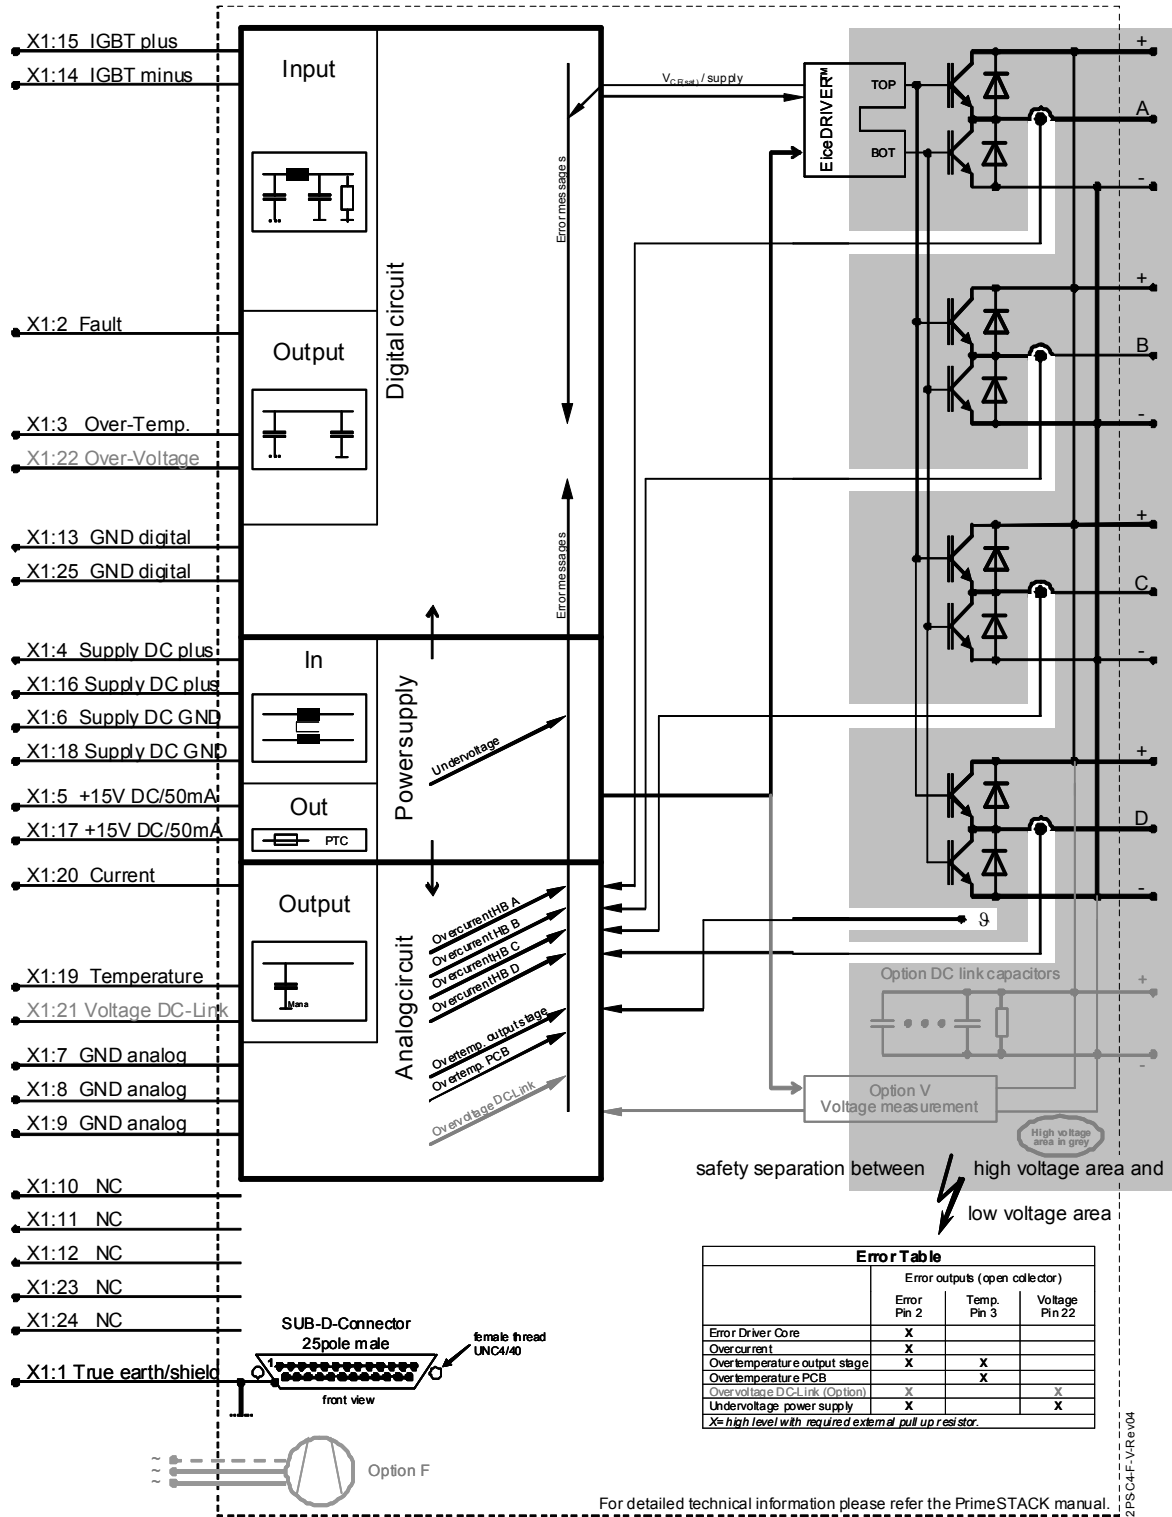 X1:15 IGBT plus
X1:14 IGBT minus
X1:2 Fault
X1:3 Over-Temp.
X1:22 Over-Voltage
X1:13 GND digital
X1:25 GND digital
X1:4 Supply DC plus
X1:16 Supply DC plus
X1:6 Supply DC GND
X1:18 Supply DC GND
X1:5 +15V DC/50mA
X1:17 +15V DC/50mA
X1:20 Current
X1:19 Temperature
X1:21 Voltage DC-Link
X1:7 GND analog
X1:8 GND analog
X1:9 GND analog
X1:10 NC
X1:11 NC
X1:12 NC
X1:23 NC
X1:24 NC
X1:1 True earth/shield
Input
Output
Digital circuit
Error messages
Error messages
In
Out
PTC
Powersupply
Undervoltage
Output
Mana
Analogcircuit
Overcurrent HB A
Overcurrent HB B
Overcurrent HB C
Overcurrent HB D
Overtemp. output stage
Overtemp. PCB
Overvoltage DC-Link
VCE(sat) / supply
EiceDRIVER™
TOP
BOT
+
A
-
+
B
-
+
C
-
+
D
-
ϑ
Option DC link capacitors
+
-
Option V
Voltage measurement
High voltage
area in grey
safety separation between high voltage area and
low voltage area
Error Table
Error outputs (open collector)
Error Pin 2 Temp. Pin 3 Voltage Pin 22
Error Driver Core X
Overcurrent X
Overtemperature output stage X X
Overtemperature PCB X
Overvoltage DC-Link (Option) X X
Undervoltage power supply X X
X= high level with required external pull up resistor.
SUB-D-Connector
25pole male
female thread
UNC4/40
1
front view
~
~
~
Option F
For detailed technical information please refer the PrimeSTACK manual.
2PS-C4-F-V-Rev04